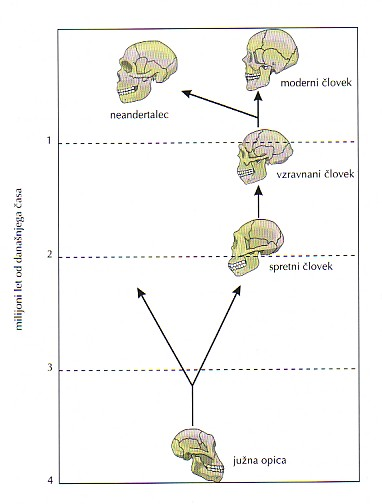 moderni človek
neandertalec
1
vzravnani človek
milijoni let od današnjega časa
2
spretni človek
3
južna opica
4